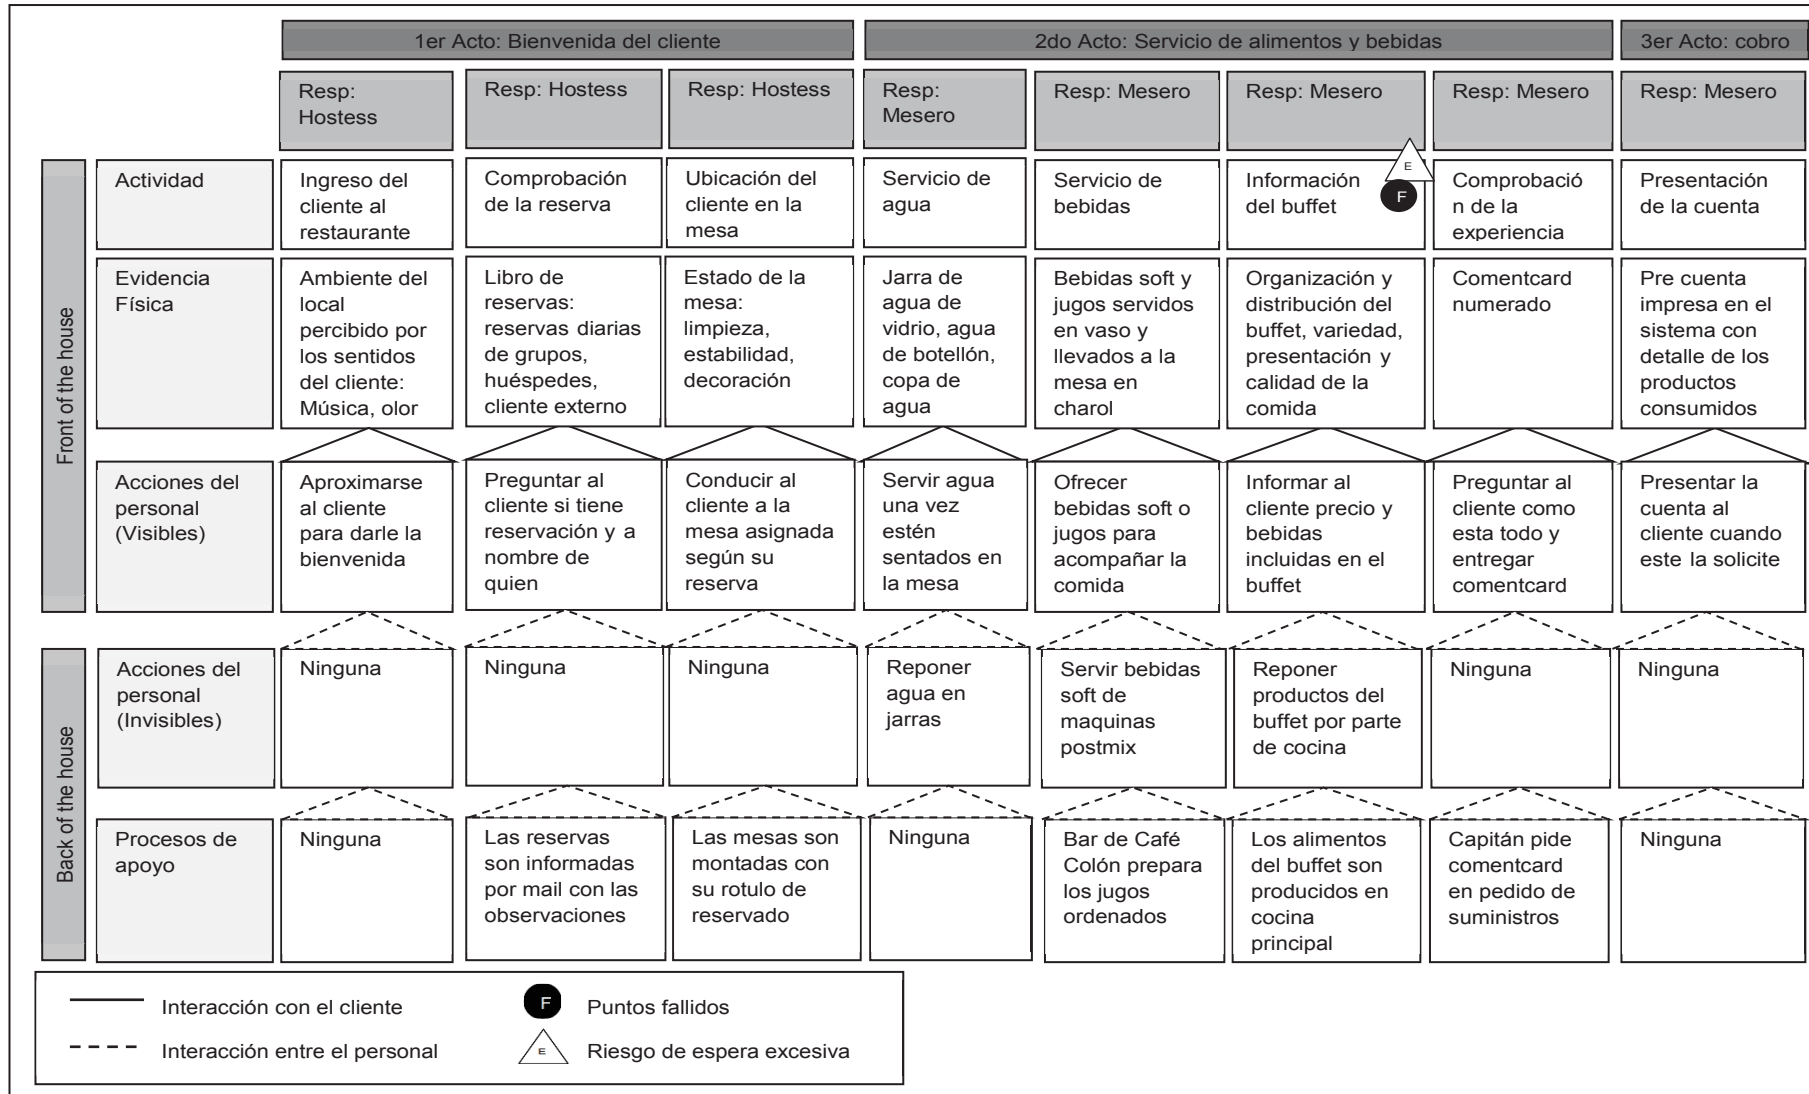 1er Acto: Bienvenida del cliente
2do Acto: Servicio de alimentos y bebidas
3er Acto: cobro
Resp:
Hostess
Resp: Hostess
Resp: Hostess
Resp:
Mesero
Resp: Mesero
Resp: Mesero
Resp: Mesero
Resp: Mesero
Front of the house
Actividad
Ingreso del
cliente al
restaurante
Comprobación
de la reserva
Ubicación del
cliente en la
mesa
Servicio de
agua
Servicio de
bebidas
Información
del buffet
E
F
Comprobació
n de la
experiencia
Presentación
de la cuenta
Evidencia
Física
Ambiente del
local
percibido por
los sentidos
del cliente:
Música, olor
Libro de
reservas:
reservas diarias
de grupos,
huéspedes,
cliente externo
Estado de la
mesa:
limpieza,
estabilidad,
decoración
Jarra de
agua de
vidrio, agua
de botellón,
copa de
agua
Bebidas soft y
jugos servidos
en vaso y
llevados a la
mesa en
charol
Organización y
distribución del
buffet, variedad,
presentación y
calidad de la
comida
Comentcard
numerado
Pre cuenta
impresa en el
sistema con
detalle de los
productos
consumidos
Acciones del
personal
(Visibles)
Aproximarse
al cliente
para darle la
bienvenida
Preguntar al
cliente si tiene
reservación y a
nombre de
quien
Conducir al
cliente a la
mesa asignada
según su
reserva
Servir agua
una vez
estén
sentados en
la mesa
Ofrecer
bebidas soft o
jugos para
acompañar la
comida
Informar al
cliente precio y
bebidas
incluidas en el
buffet
Preguntar al
cliente como
esta todo y
entregar
comentcard
Presentar la
cuenta al
cliente cuando
este la solicite
Back of the house
Acciones del
personal
(Invisibles)
Ninguna
Ninguna
Ninguna
Reponer
agua en
jarras
Servir bebidas
soft de
maquinas
postmix
Reponer
productos del
buffet por parte
de cocina
Ninguna
Ninguna
Procesos de
apoyo
Ninguna
Las reservas
son informadas
por mail con las
observaciones
Las mesas son
montadas con
su rotulo de
reservado
Ninguna
Bar de Café
Colón prepara
los jugos
ordenados
Los alimentos
del buffet son
producidos en
cocina
principal
Capitán pide
comentcard
en pedido de
suministros
Ninguna
Interacción con el cliente
F
Puntos fallidos
Interacción entre el personal
E
Riesgo de espera excesiva